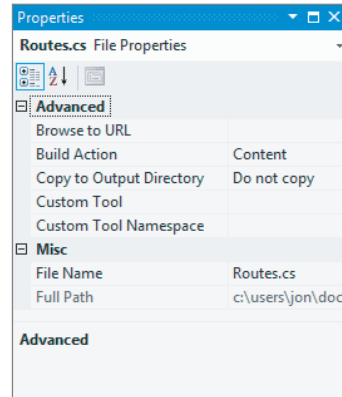 Properties
Routes.cs File Properties
Advanced
Browse to URL
Build Action Content
Copy to Output Directory Do not copy
Custom Tool
Custom Tool Namespace
Misc
File Name Routes.cs
Full Path c:\users\jon\doc
Advanced